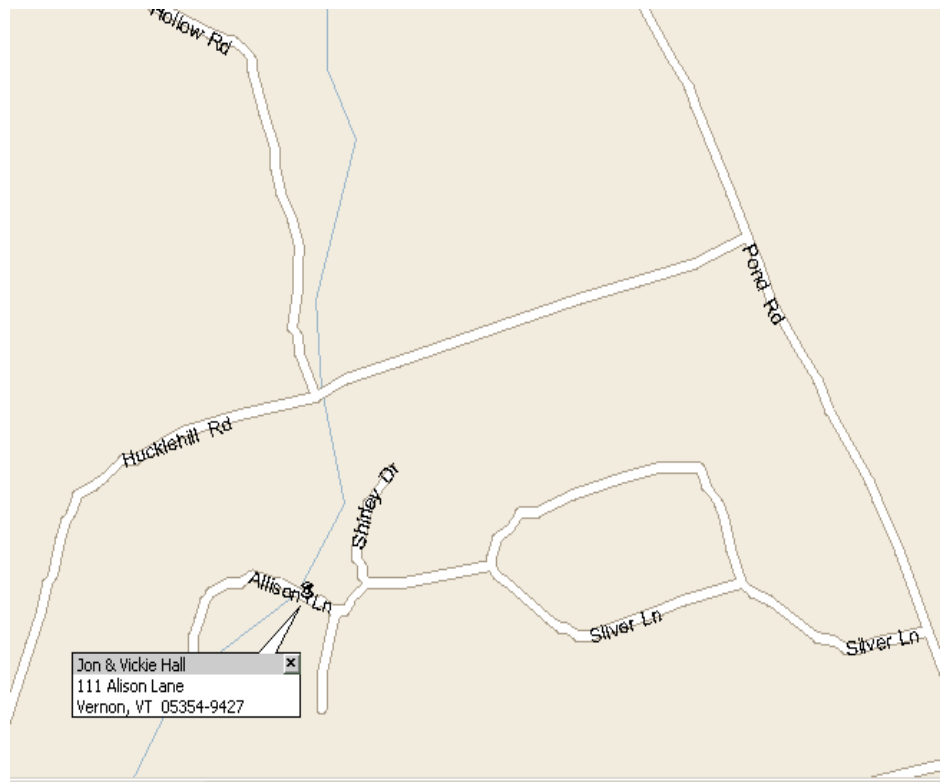 Hollow Rd
Pond Rd
Hucklehill Rd
Shirley Dr
Allison Ln
Silver Ln
Silver Ln
Jon & Vickie Hall
111 Alison Lane
Vernon, VT 05354-9427